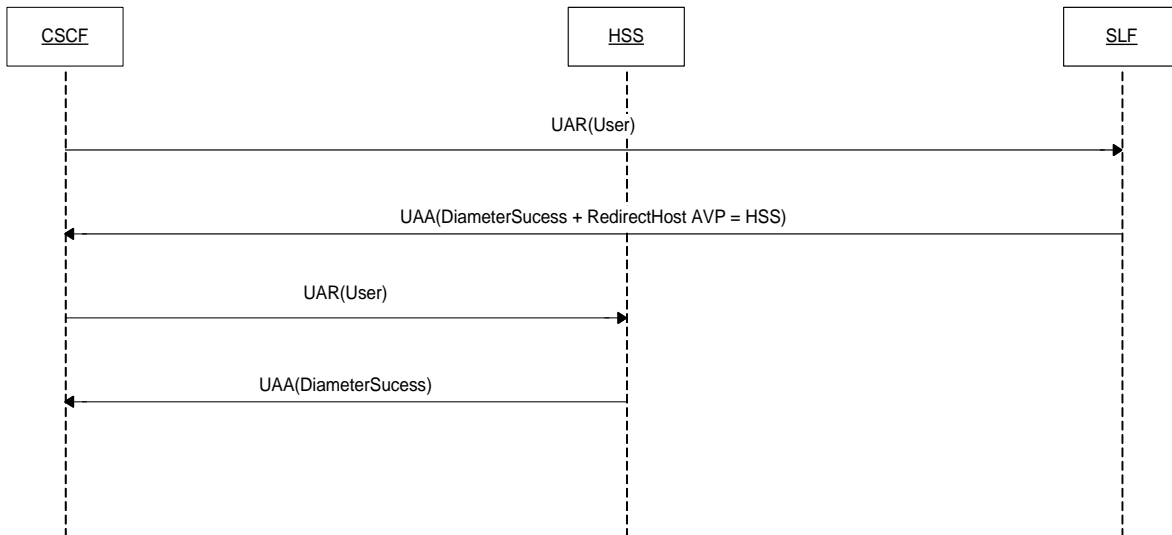 CSCF
HSS
SLF
UAR(User)
UAA(DiameterSucess + RedirectHost AVP = HSS)
UAR(User)
UAA(DiameterSucess)